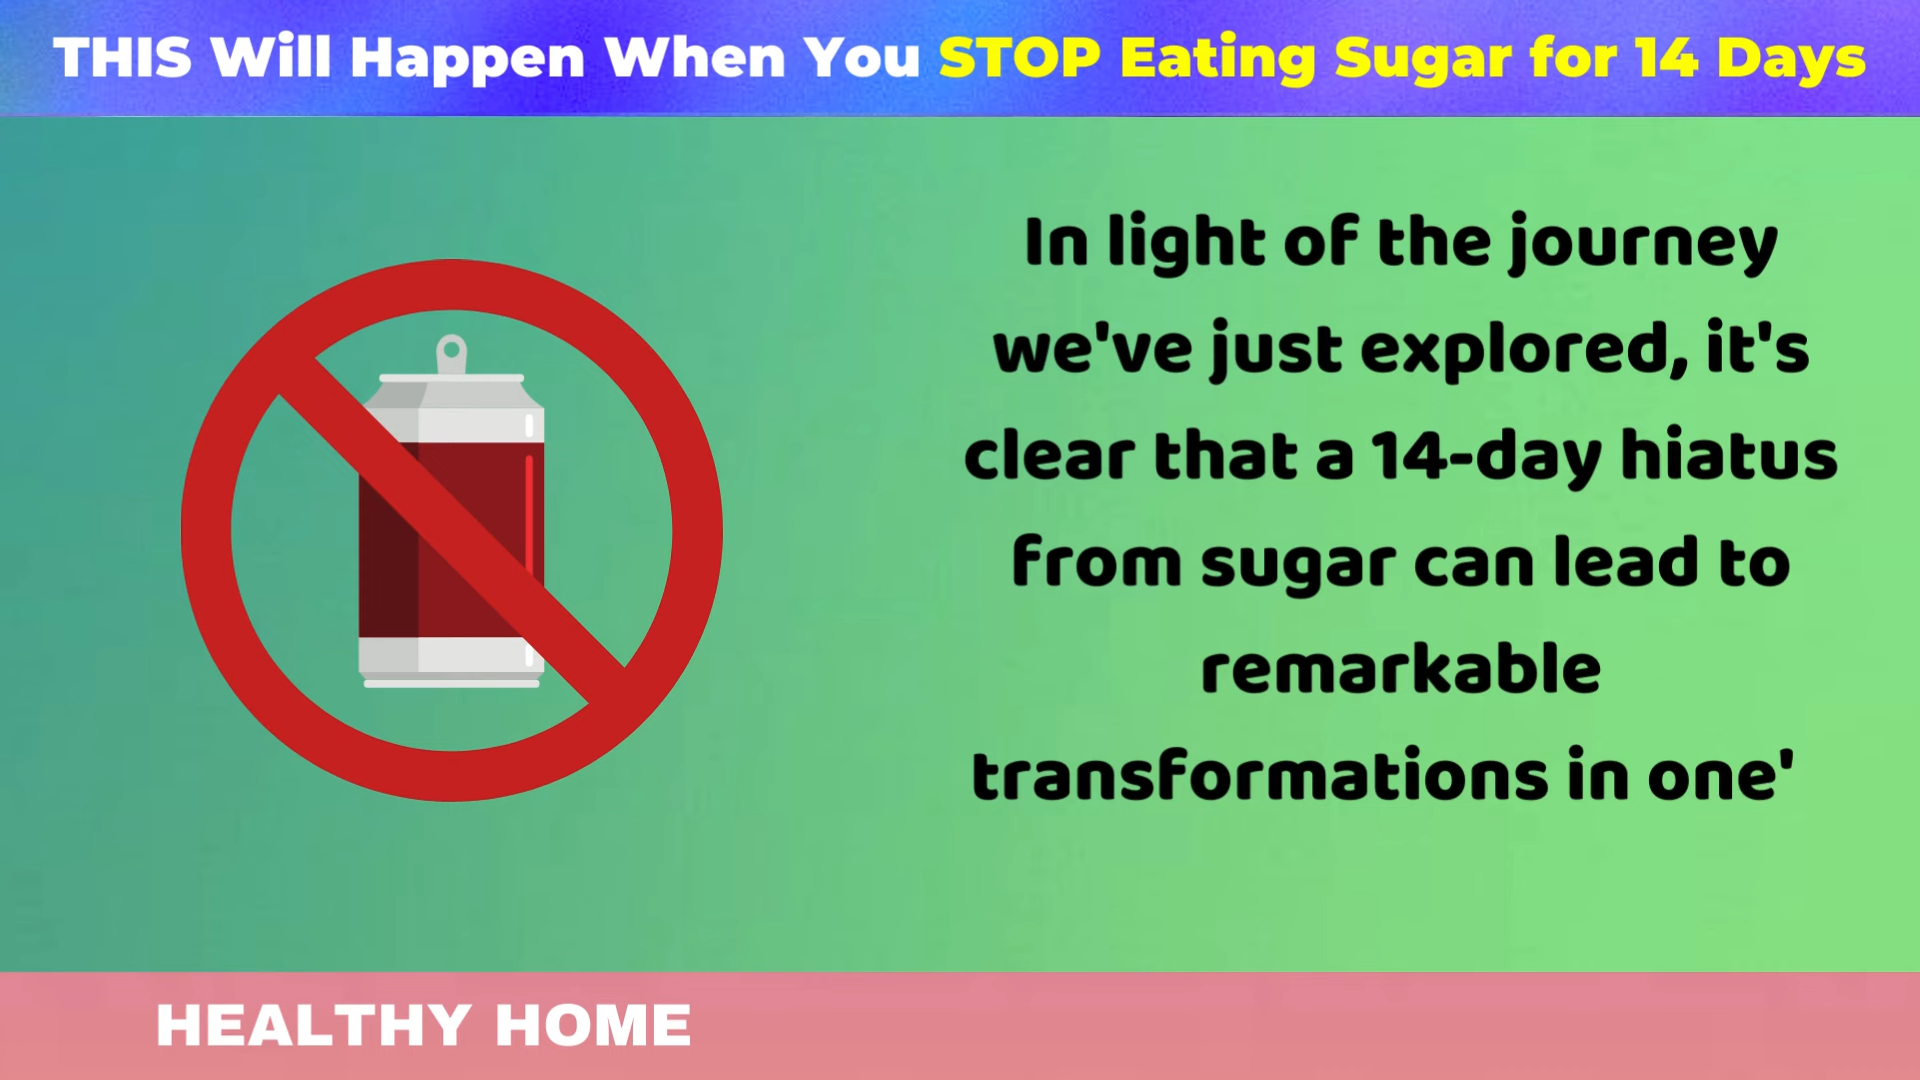 THIS Will Happen When You STOP Eating Sugar for 14 Days
In light of the journey
we've just explored, it's
clear that a 14-day hiatus
from sugar can lead to
remarkable
transformations in one'
HEALTHY HOME